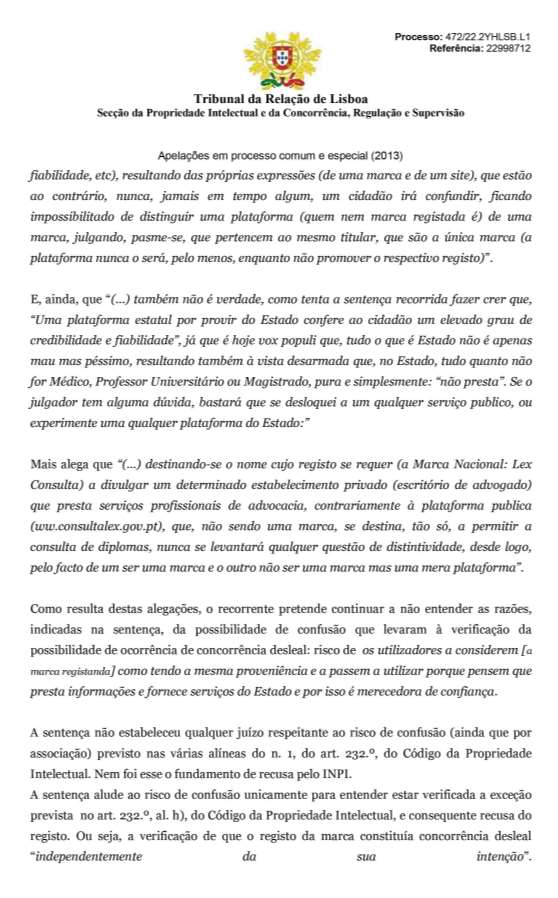 Processo: 472/22.2YHLSB.L1
Referência: 22998712
Tribunal da Relação de Lisboa
Secção da Propriedade Intelectual e da Concorrência, Regulação e Supervisão
Apelações em processo comum e especial (2013)
fiabilidade, etc), resultando das próprias expressões (de uma marca e de um site), que estão
ao contrário, nunca, jamais em tempo algum, um cidadão irá confundir, ficando
impossibilitado de distinguir uma plataforma (quem nem marca registada é) de uma
marca, julgando, pasme-se, que pertencem ao mesmo titular, que são a única marca (a
plataforma nunca o será, pelo menos, enquanto não promover o respectivo registo)".
E, ainda, que "(...) também não é verdade, como tenta a sentença recorrida fazer crer que,
"Uma plataforma estatal por provir do Estado confere ao cidadão um elevado grau de
credibilidade e fiabilidade", já que é hoje vox populi que, tudo o que é Estado não é apenas
mau mas péssimo, resultando também à vista desarmada que, no Estado, tudo quanto não
for Médico, Professor Universitário ou Magistrado, pura e simplesmente: "não presta". Se o
julgador tem alguma dúvida, bastará que se desloquei a um qualquer serviço publico, ou
experimente uma qualquer plataforma do Estado:"
Mais alega que "(...) destinando-se o nome cujo registo se requer (a Marca Nacional: Lex
Consulta) a divulgar um determinado estabelecimento privado (escritório de advogado)
que presta serviços profissionais de advocacia, contrariamente à plataforma publica
(ww.consultalex.gov.pt), que, não sendo uma marca, se destina, tão só, a permitir a
consulta de diplomas, nunca se levantará qualquer questão de distintividade, desde logo,
pelo facto de um ser uma marca e o outro não ser uma marca mas uma mera plataforma".
Como resulta destas alegações, o recorrente pretende continuar a não entender as razões,
indicadas na sentença, da possibilidade de confusão que levaram à verificação da
possibilidade de ocorrência de concorrência desleal: risco de os utilizadores a considerem [a
marca registanda] como tendo a mesma proveniência e a passem a utilizar porque pensem que
presta informações e fornece serviços do Estado e por isso é merecedora de confiança.
A sentença não estabeleceu qualquer juízo respeitante ao risco de confusão (ainda que por
associação) previsto nas várias alíneas do n. 1, do art. 232.º, do Código da Propriedade
Intelectual. Nem foi esse o fundamento de recusa pelo INPI.
A sentença alude ao risco de confusão unicamente para entender estar verificada a exceção
prevista no art. 232.º, al. h), do Código da Propriedade Intelectual, e consequente recusa do
registo. Ou seja, a verificação de que o registo da marca constituía concorrência desleal
"independentemente da sua intenção".